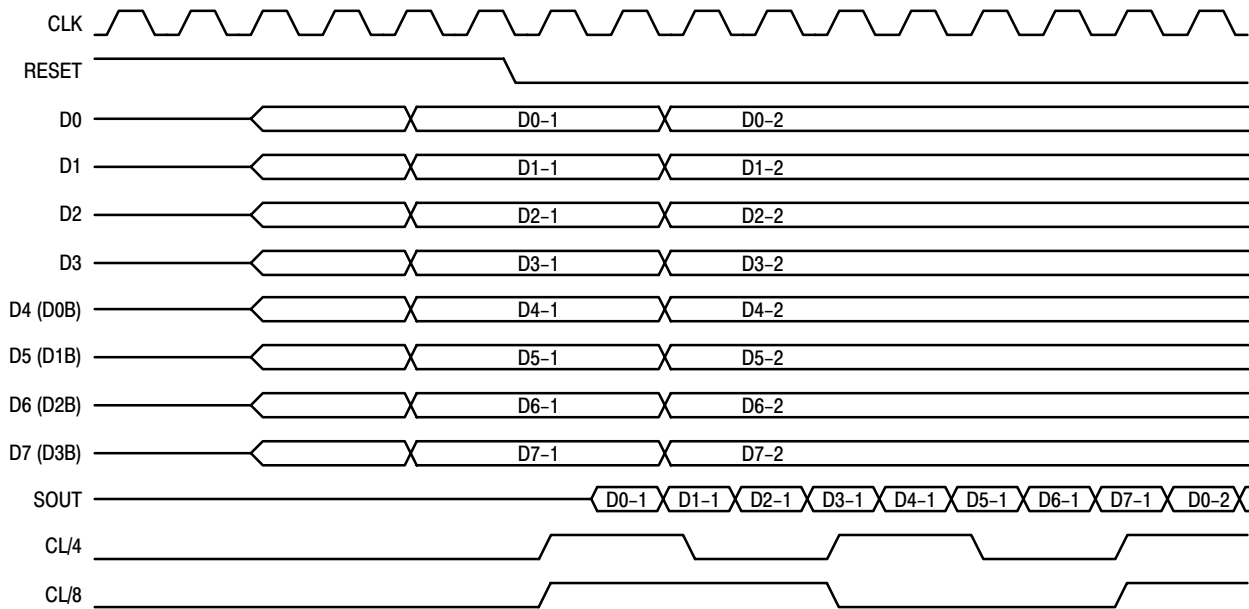 CLK
RESET
D0 D0–1 D0–2
D1 D1–1 D1–2
D2 D2–1 D2–2
D3 D3–1 D3–2
D4 (D0B) D4–1 D4–2
D5 (D1B) D5–1 D5–2
D6 (D2B) D6–1 D6–2
D7 (D3B) D7–1 D7–2
SOUT D0–1 D1–1 D2–1 D3–1 D4–1 D5–1 D6–1 D7–1 D0–2
CL/4
CL/8